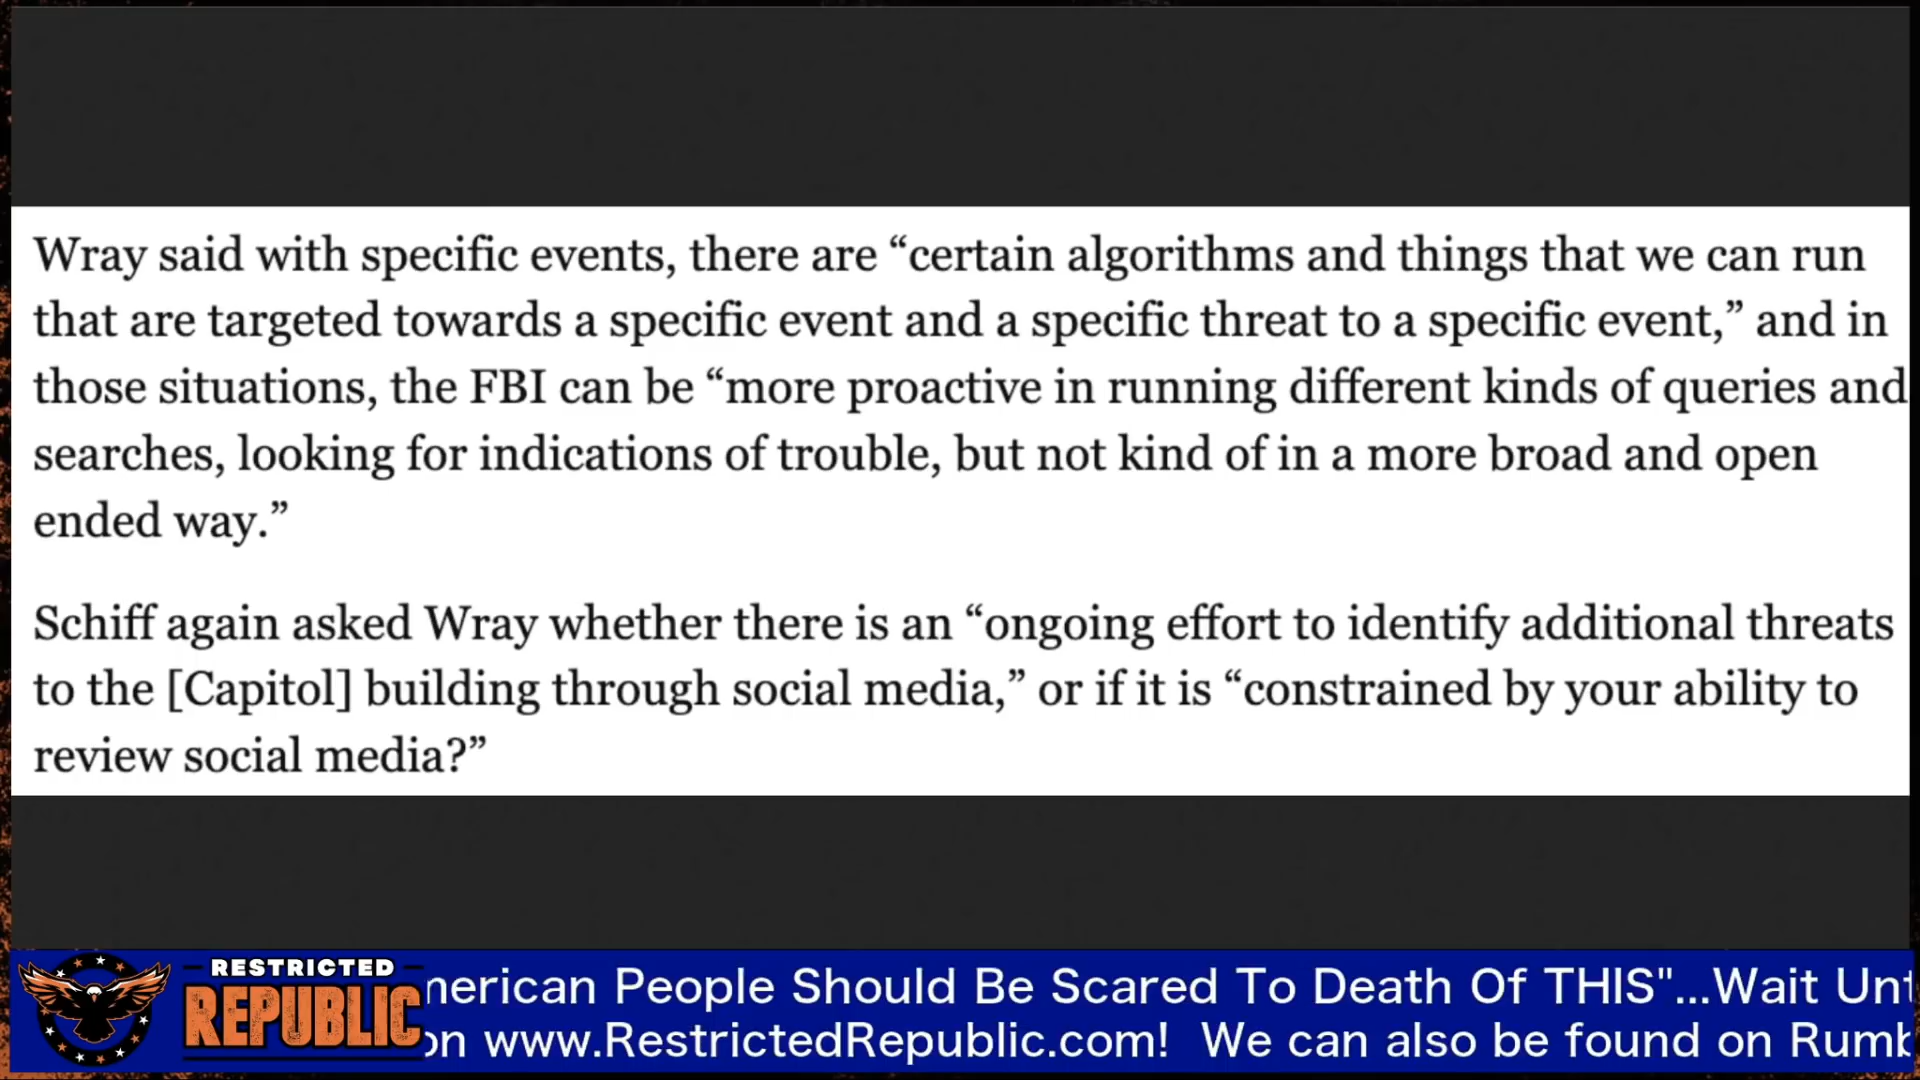 Wray said with specific events, there are “certain algorithms and things that we can run
that are targeted towards a specific event and a specific threat to a specific event,” and in
those situations, the FBI can be “more proactive in running different kinds of queries and
searches, looking for indications of trouble, but not kind of in a more broad and open
ended way.”
Schiff again asked Wray whether there is an “ongoing effort to identify additional threats
to the [Capitol] building through social media,” or if it is “constrained by your ability to
review social media?”
RESTRICTED
REPUBLIC
People Should Be Scared To Death Of THIS"...Wait
on www.RestrictedRepublic.com! We can also be found on